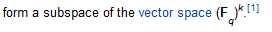 form a subspace of the vector space (F_q)^k.[1]